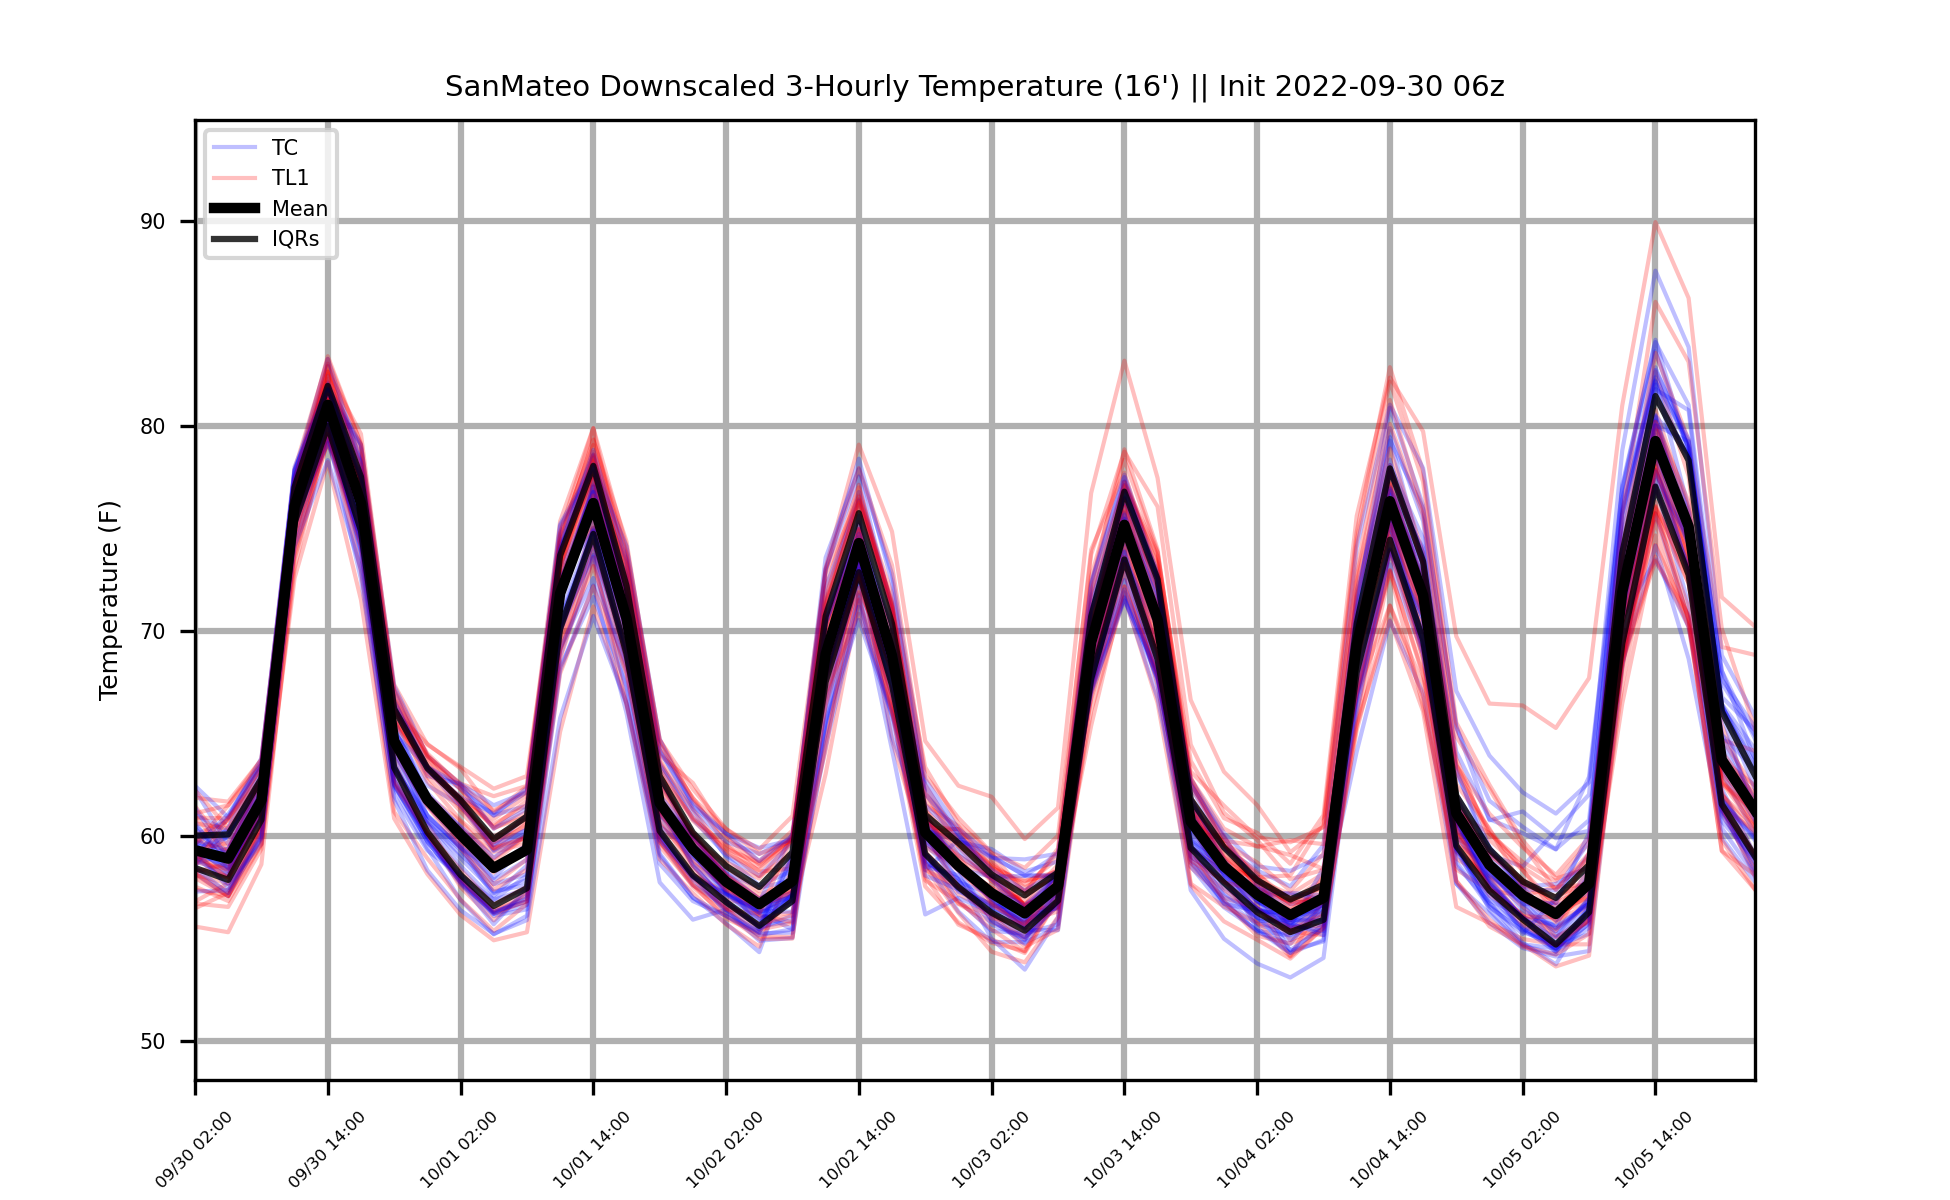 SanMateo Downscaled 3-Hourly Temperature (16') || Init 2022-09-30 06z
TC
TL1
Mean
IQRs
Temperature (F)
90
80
70
60
50
09/30 02:00
09/30 14:00
10/01 02:00
10/01 14:00
10/02 02:00
10/02 14:00
10/03 02:00
10/03 14:00
10/04 02:00
10/04 14:00
10/05 02:00
10/05 14:00